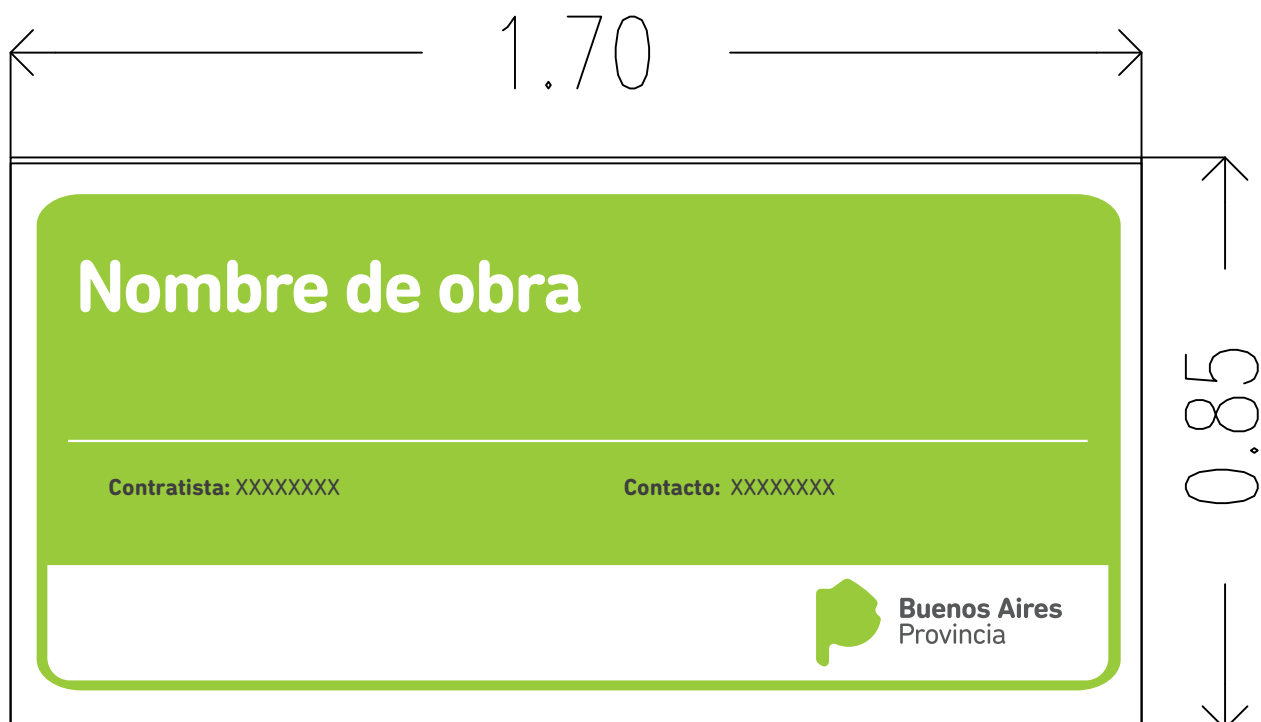 1.70
Nombre de obra
0.85
Contratista: XXXXXXXX
Contacto: XXXXXXXX
Buenos Aires
Provincia